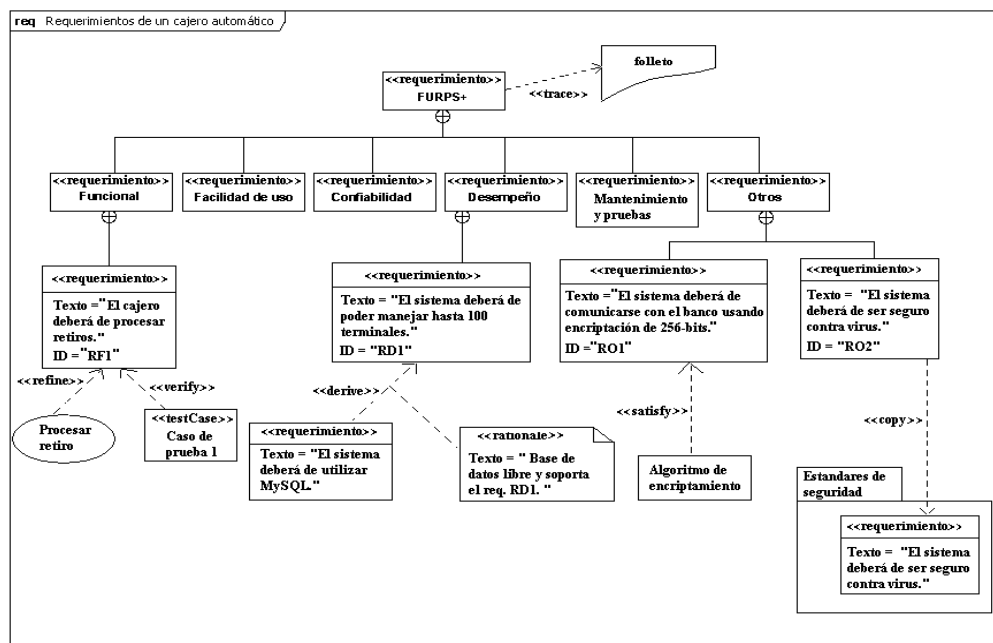 req Requerimientos de un cajero automático
<<requerimiento>>
FURPS+
<<trace>>
folleto
<<requerimiento>>
Funcional
<<requerimiento>>
Facilidad de uso
<<requerimiento>>
Confiabilidad
<<requerimiento>>
Desempeño
<<requerimiento>>
Mantenimiento
y pruebas
<<requerimiento>>
Otros
<<requerimiento>>
Texto ="El cajero
deberá de procesar
retiros."
ID ="RF1"
<<requerimiento>>
Texto = "El sistema deberá de
poder manejar hasta 100
terminales."
ID = "RD1"
<<requerimiento>>
Texto ="El sistema deberá de
comunicarse con el banco usando
encriptación de 256-bits."
ID ="RO1"
<<requerimiento>>
Texto = "El sistema
deberá de ser seguro
contra virus."
ID = "RO2"
<<refine>>
<<verify>>
<<derive>>
<<satisfy>>
<<copy>>
Procesar
retiro
<<testCase>>
Caso de
prueba 1
<<requerimiento>>
Texto = "El sistema
deberá de utilizar
MySQL."
<<rationale>>
Texto = " Base de
datos libre y soporta
el req. RD1. "
Algoritmo de
encriptamiento
Estandares de
seguridad
<<requerimiento>>
Texto = "El sistema
deberá de ser seguro
contra virus."